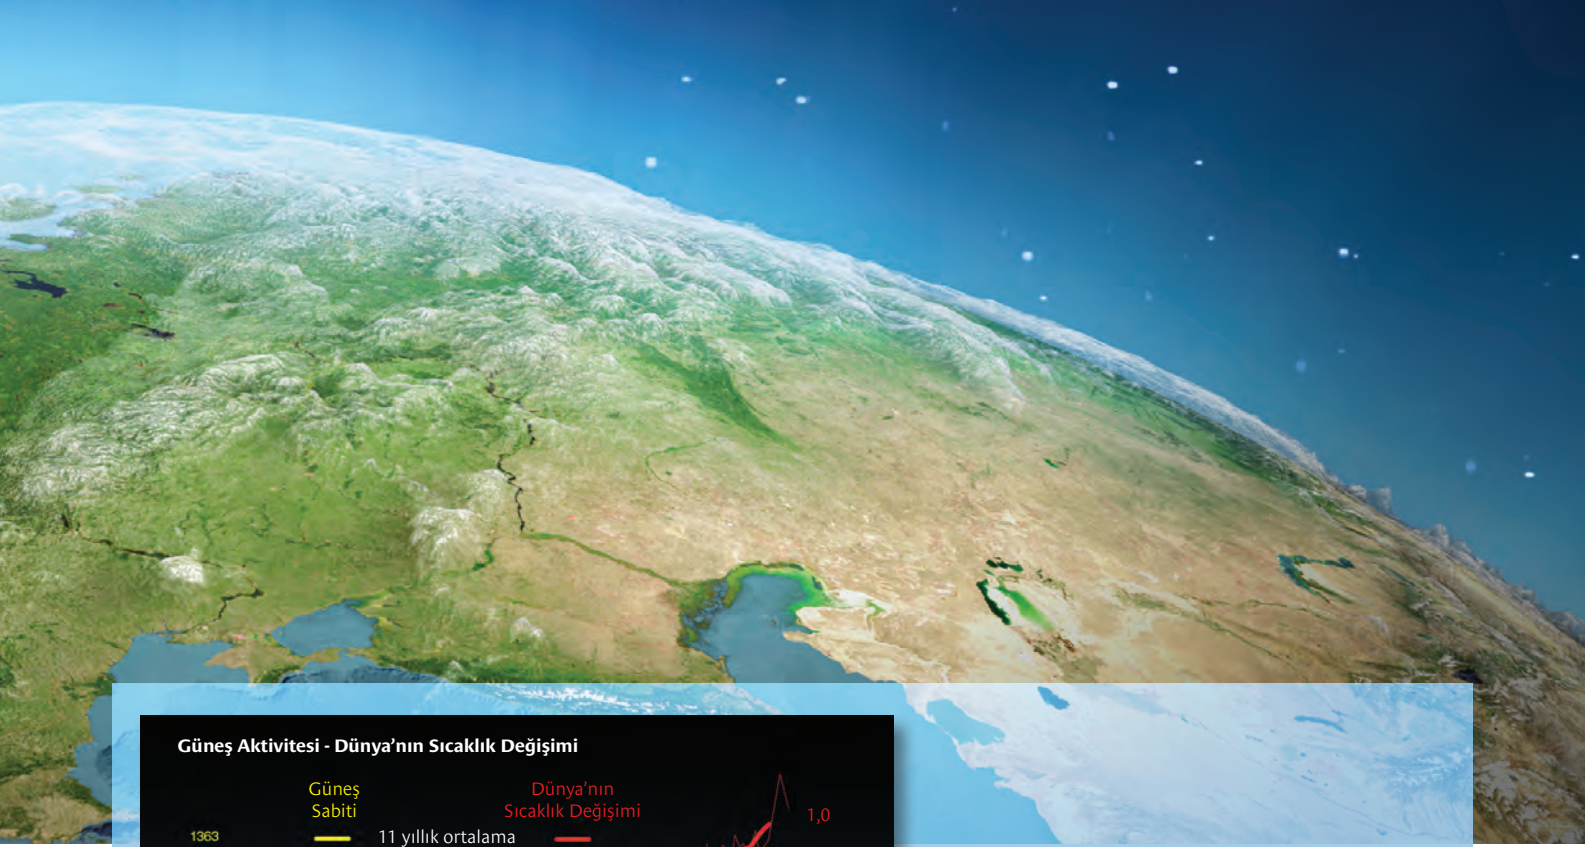 Güneş Aktivitesi - Dünya’nın Sıcaklık Değişimi
Güneş
Sabiti
Dünya’nın
Sıcaklık Değişimi
1,0
1363
11 yıllık ortalama